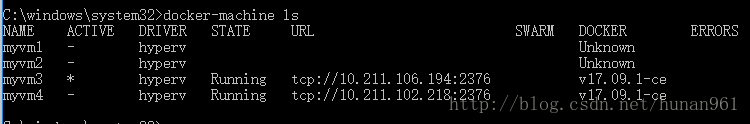 C:\windows\system32>docker-machine ls
NAME ACTIVE DRIVER STATE URL SWARM DOCKER ERRORS
myvm1 - hyperv Unknown
myvm2 - hyperv Unknown
myvm3 * hyperv Running tcp://10.211.106.194:2376 v17.09.1-ce
myvm4 - hyperv Running tcp://10.211.102.218:2376 v17.09.1-ce
http://blog.csdn.net/hunan961